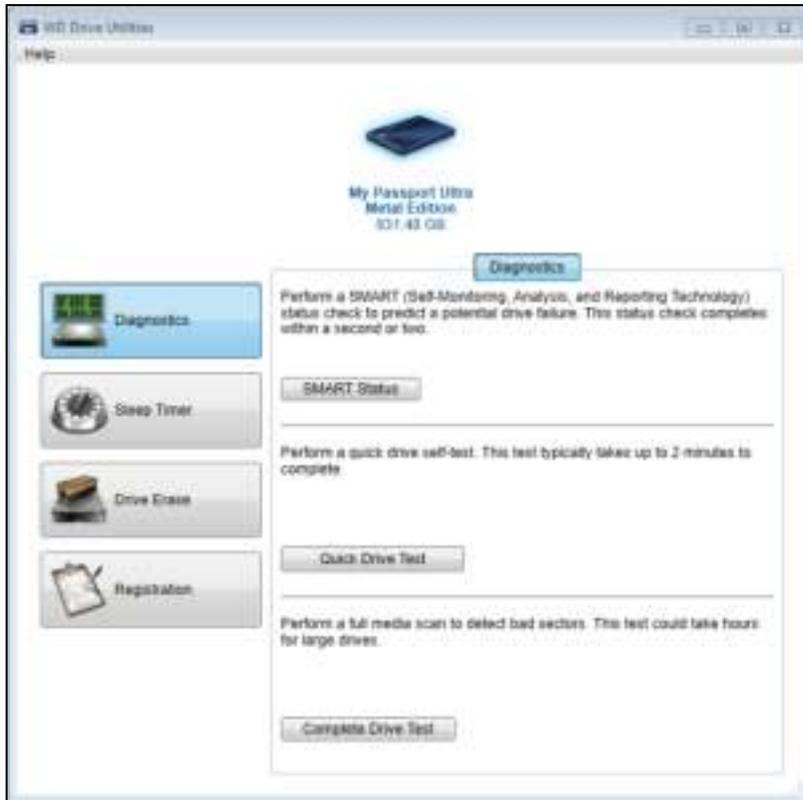 WD Drive Utilities
Help
My Passport Ultra
Metal Edition
931.48 GB
Diagnostics
Diagnostics
Perform a SMART (Self-Monitoring, Analysis, and Reporting Technology)
status check to predict a potential drive failure. This status check completes
within a second or two.
SMART Status
Sleep Timer
Perform a quick drive self-test. This test typically takes up to 2 minutes to
complete.
Drive Erase
Quick Drive Test
Registration
Perform a full media scan to detect bad sectors. This test could take hours
for large drives.
Complete Drive Test